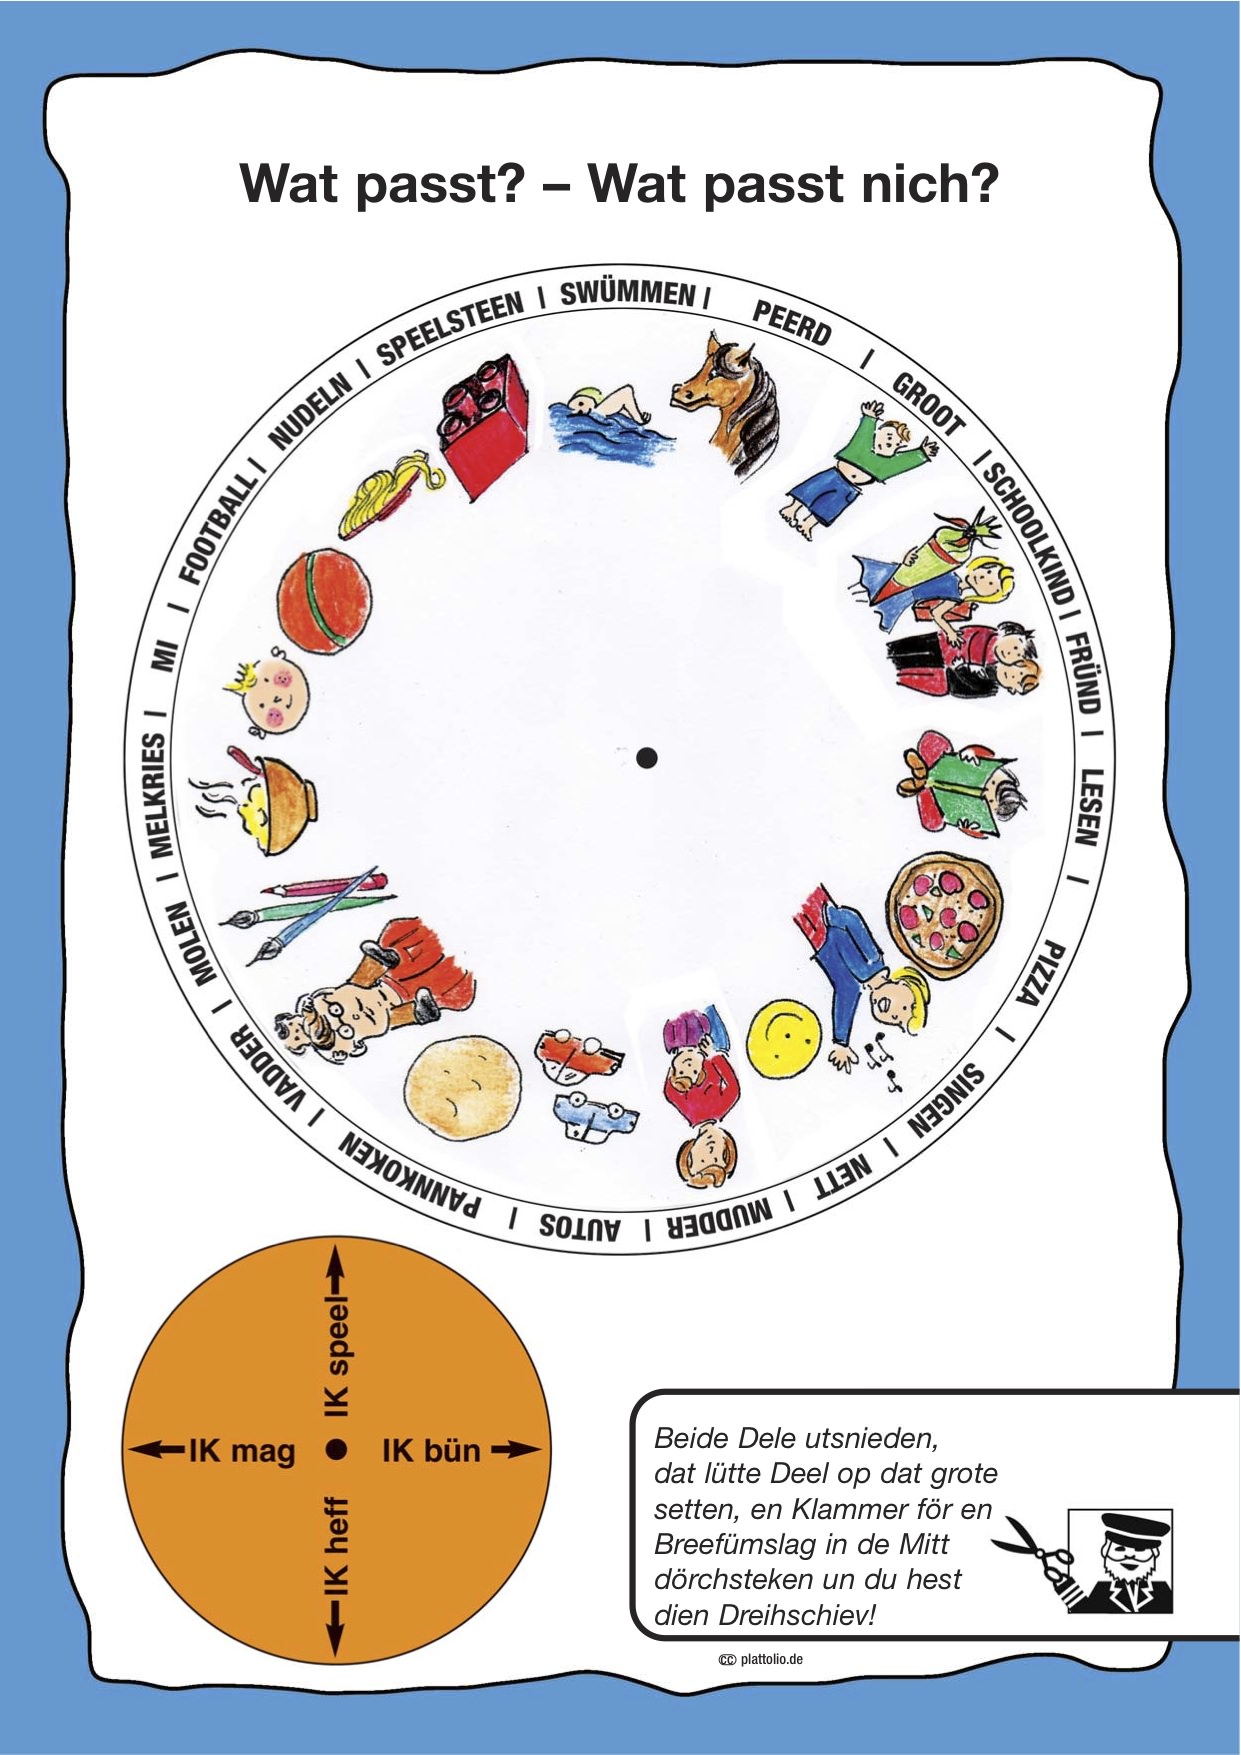 Wat passt? – Wat passt nich?
SWÜMMEN | PEERD | GROOT | SCHOOLKIND | FRÜND | LESEN | PIZZA | SINGEN | NETT | MUDDER | AUTOS | PANNKOKEN | VADDER | MOLEN | MELKRIES | MI | FOOTBALL | NUDELN | SPEELSTEEN |
IK speel
IK mag
IK bün
IK heff
Beide Dele utsnieden,
dat lütte Deel op dat grote
setten, en Klammer för en
Breefümslag in de Mitt
dörchsteken un du hest
dien Dreihschiev!
cc plattolio.de